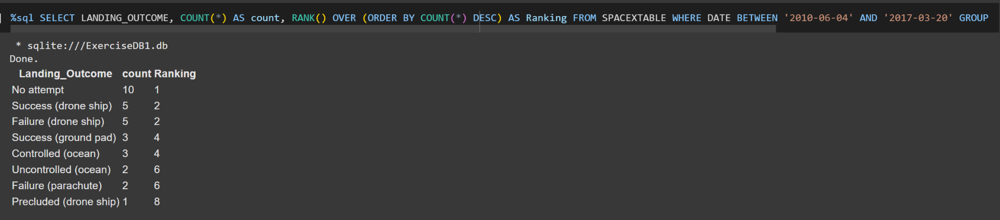 %sql SELECT LANDING_OUTCOME, COUNT(*) AS count, RANK() OVER (ORDER BY COUNT(*) DESC) AS Ranking FROM SPACEXTABLE WHERE DATE BETWEEN '2010-06-04' AND '2017-03-20' GROUP
* sqlite:///ExerciseDB1.db
Done.
Landing_Outcome count Ranking
No attempt 10 1
Success (drone ship) 5 2
Failure (drone ship) 5 2
Success (ground pad) 3 4
Controlled (ocean) 3 4
Uncontrolled (ocean) 2 6
Failure (parachute) 2 6
Precluded (drone ship) 1 8